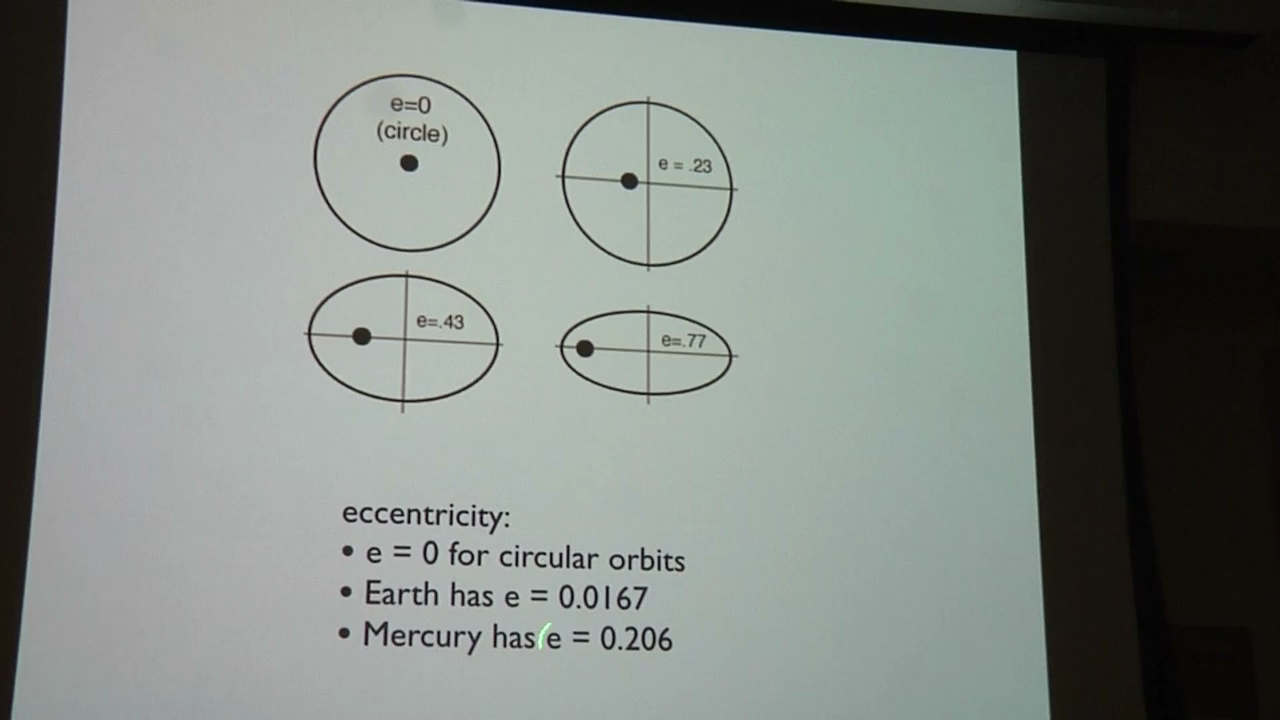 e=0
(circle)
e = .23
e=.43
e=.77
eccentricity:
• e = 0 for circular orbits
• Earth has e = 0.0167
• Mercury has e = 0.206